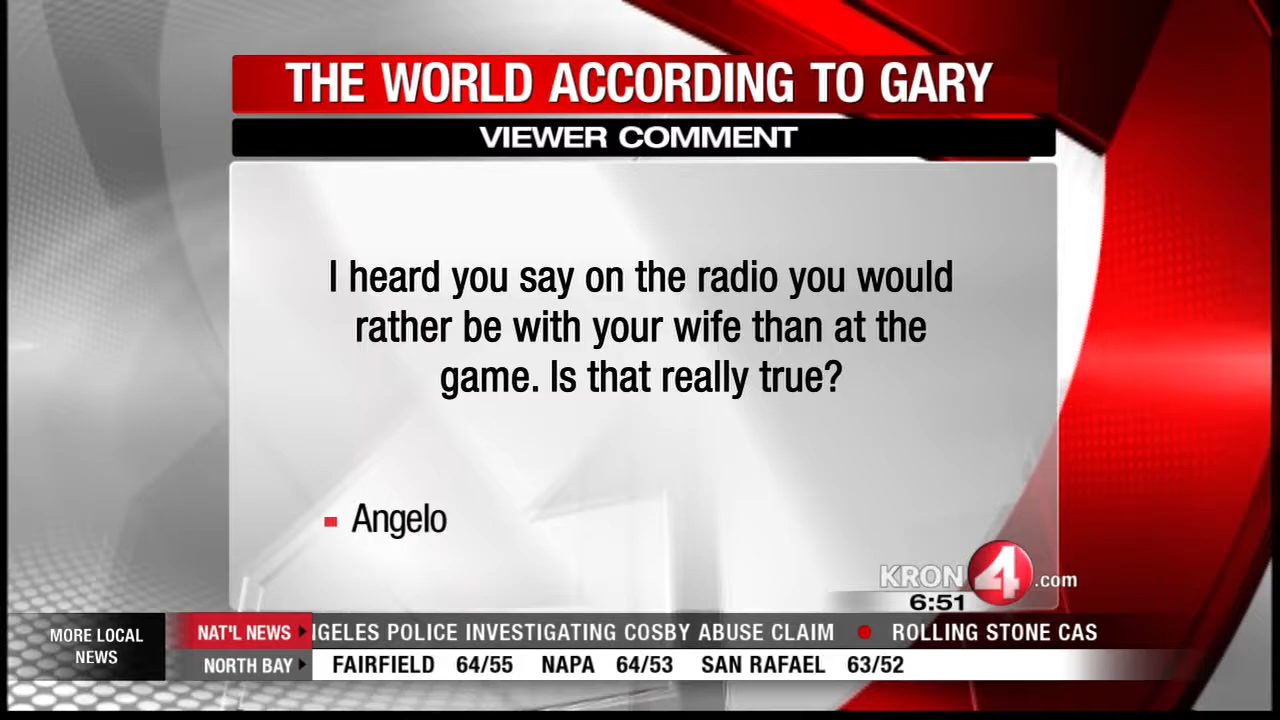 THE WORLD ACCORDING TO GARY
VIEWER COMMENT
I heard you say on the radio you would
rather be with your wife than at the
game. Is that really true?
- Angelo
KRON 4 .com
6:51
MORE LOCAL
NEWS
NAT'L NEWS NGELES POLICE INVESTIGATING COSBY ABUSE CLAIM ROLLING STONE CAS
NORTH BAY FAIRFIELD 64/55 NAPA 64/53 SAN RAFAEL 63/52